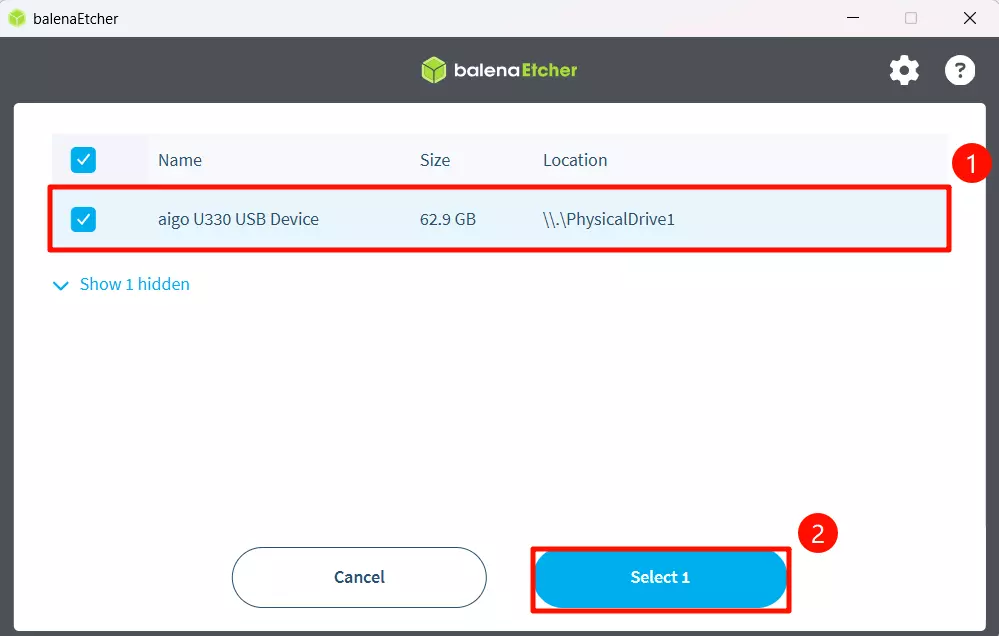 balenaEtcher
balenaEtcher
?
Name Size Location
1
aigo U330 USB Device 62.9 GB \\.\PhysicalDrive1
Show 1 hidden
2
Cancel Select 1